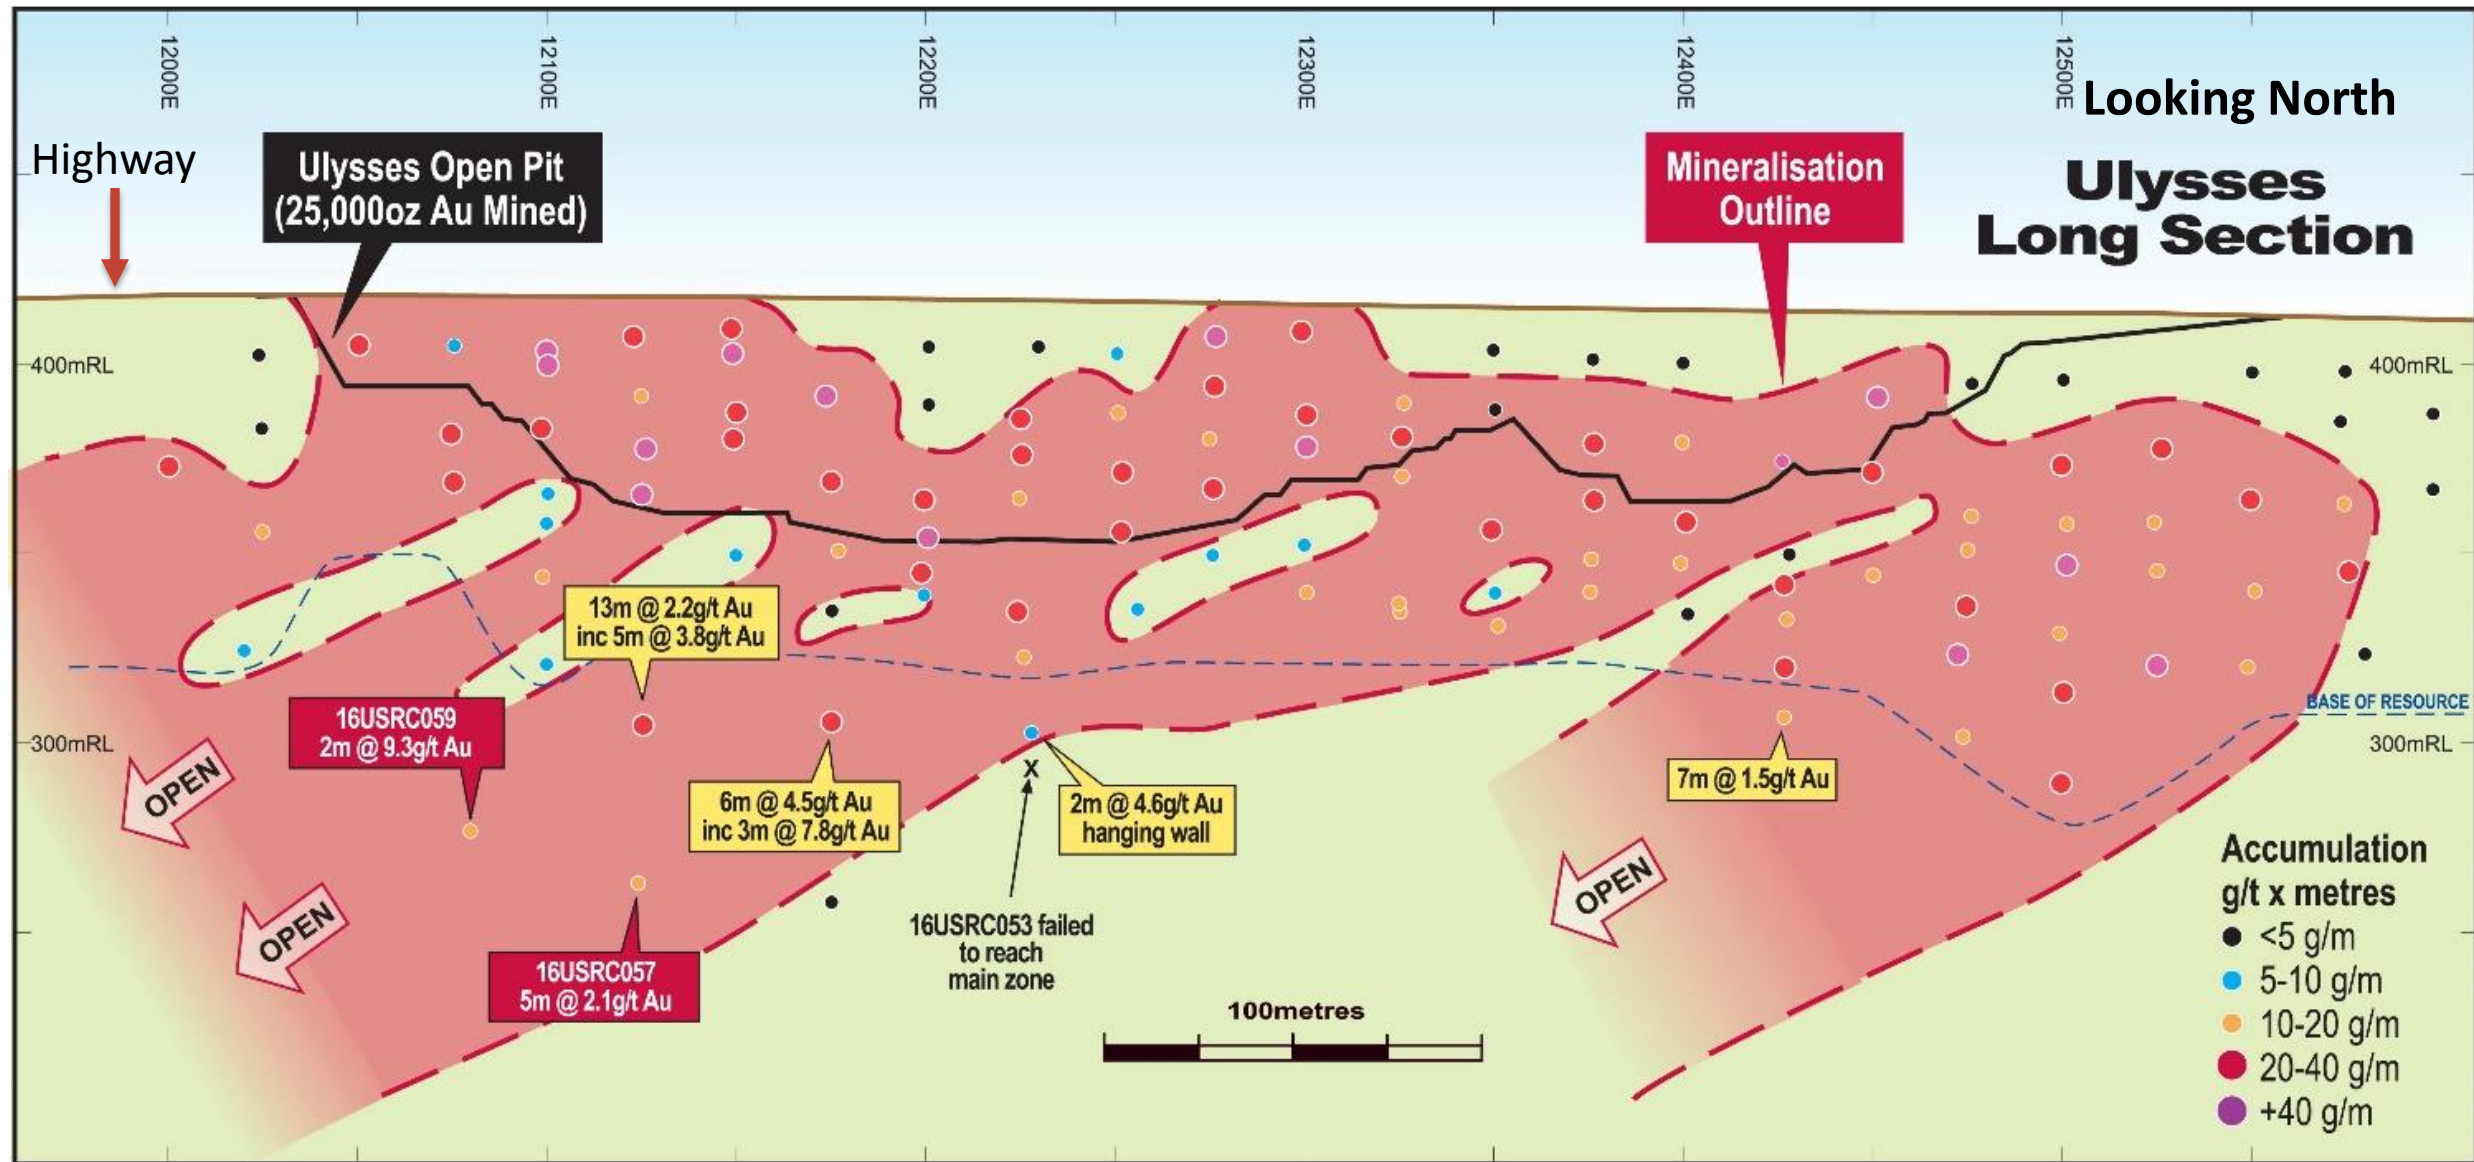 12000E
12100E
12200E
12300E
12400E
12500E
Looking North
Ulysses
Long Section
Highway
Ulysses Open Pit
(25,000oz Au Mined)
Mineralisation
Outline
400mRL
400mRL
13m @ 2.2g/t Au
inc 5m @ 3.8g/t Au
BASE OF RESOURCE
16USRC059
2m @ 9.3g/t Au
300mRL
300mRL
OPEN
6m @ 4.5g/t Au
inc 3m @ 7.8g/t Au
X
2m @ 4.6g/t Au
hanging wall
7m @ 1.5g/t Au
OPEN
OPEN
16USRC053 failed
to reach
main zone
16USRC057
5m @ 2.1g/t Au
100metres
Accumulation
g/t x metres
<5 g/m
5-10 g/m
10-20 g/m
20-40 g/m
+40 g/m